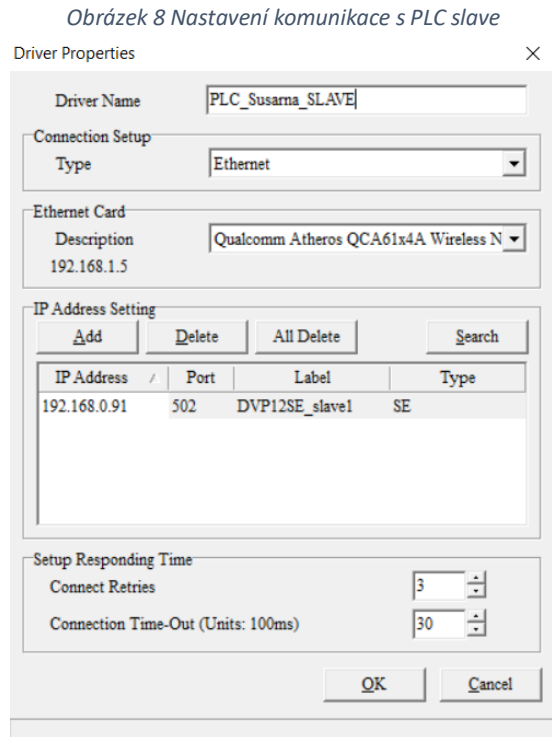 Obrázek 8 Nastavení komunikace s PLC slave
Driver Properties
Driver Name PLC_Susarna_SLAVE
Connection Setup
Type Ethernet
Ethernet Card
Description Qualcomm Atheros QCA61x4A Wireless N
192.168.1.5
IP Address Setting
Add Delete All Delete Search
IP Address Port Label Type
192.168.0.91 502 DVP12SE_slave1 SE
Setup Responding Time
Connect Retries 3
Connection Time-Out (Units: 100ms) 30
OK Cancel